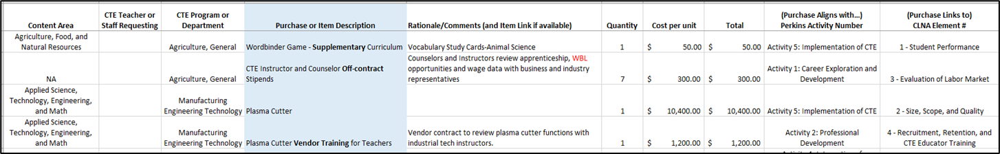 Content Area
CTE Teacher or
Staff Requesting
CTE Program or
Department
Purchase or Item Description
Rationale/Comments (and Item Link if available)
Quantity
Cost per unit
Total
(Purchase Aligns with...)
Perkins Activity Number
(Purchase Links to)
CLNA Element #
Agriculture, Food, and
Natural Resources
Agriculture, General
Wordbinder Game - Supplementary Curriculum
Vocabulary Study Cards-Animal Science
1
$ 50.00
$ 50.00
Activity 5: Implementation of CTE
1 - Student Performance
NA
Agriculture, General
CTE Instructor and Counselor Off-contract
Stipends
Counselors and Instructors review apprenticeship, WBL
opportunities and wage data with business and industry
representatives
7
$ 300.00
$ 300.00
Activity 1: Career Exploration and
Development
3 - Evaluation of Labor Market
Applied Science,
Technology, Engineering,
and Math
Manufacturing
Engineering Technology
Plasma Cutter
1
$ 10,400.00
$ 10,400.00
Activity 5: Implementation of CTE
2 - Size, Scope, and Quality
Applied Science,
Technology, Engineering,
and Math
Manufacturing
Engineering Technology
Plasma Cutter Vendor Training for Teachers
Vendor contract to review plasma cutter functions with
industrial tech instructors.
1
$ 1,200.00
$ 1,200.00
Activity 2: Professional
Development
4 - Recruitment, Retention, and
CTE Educator Training